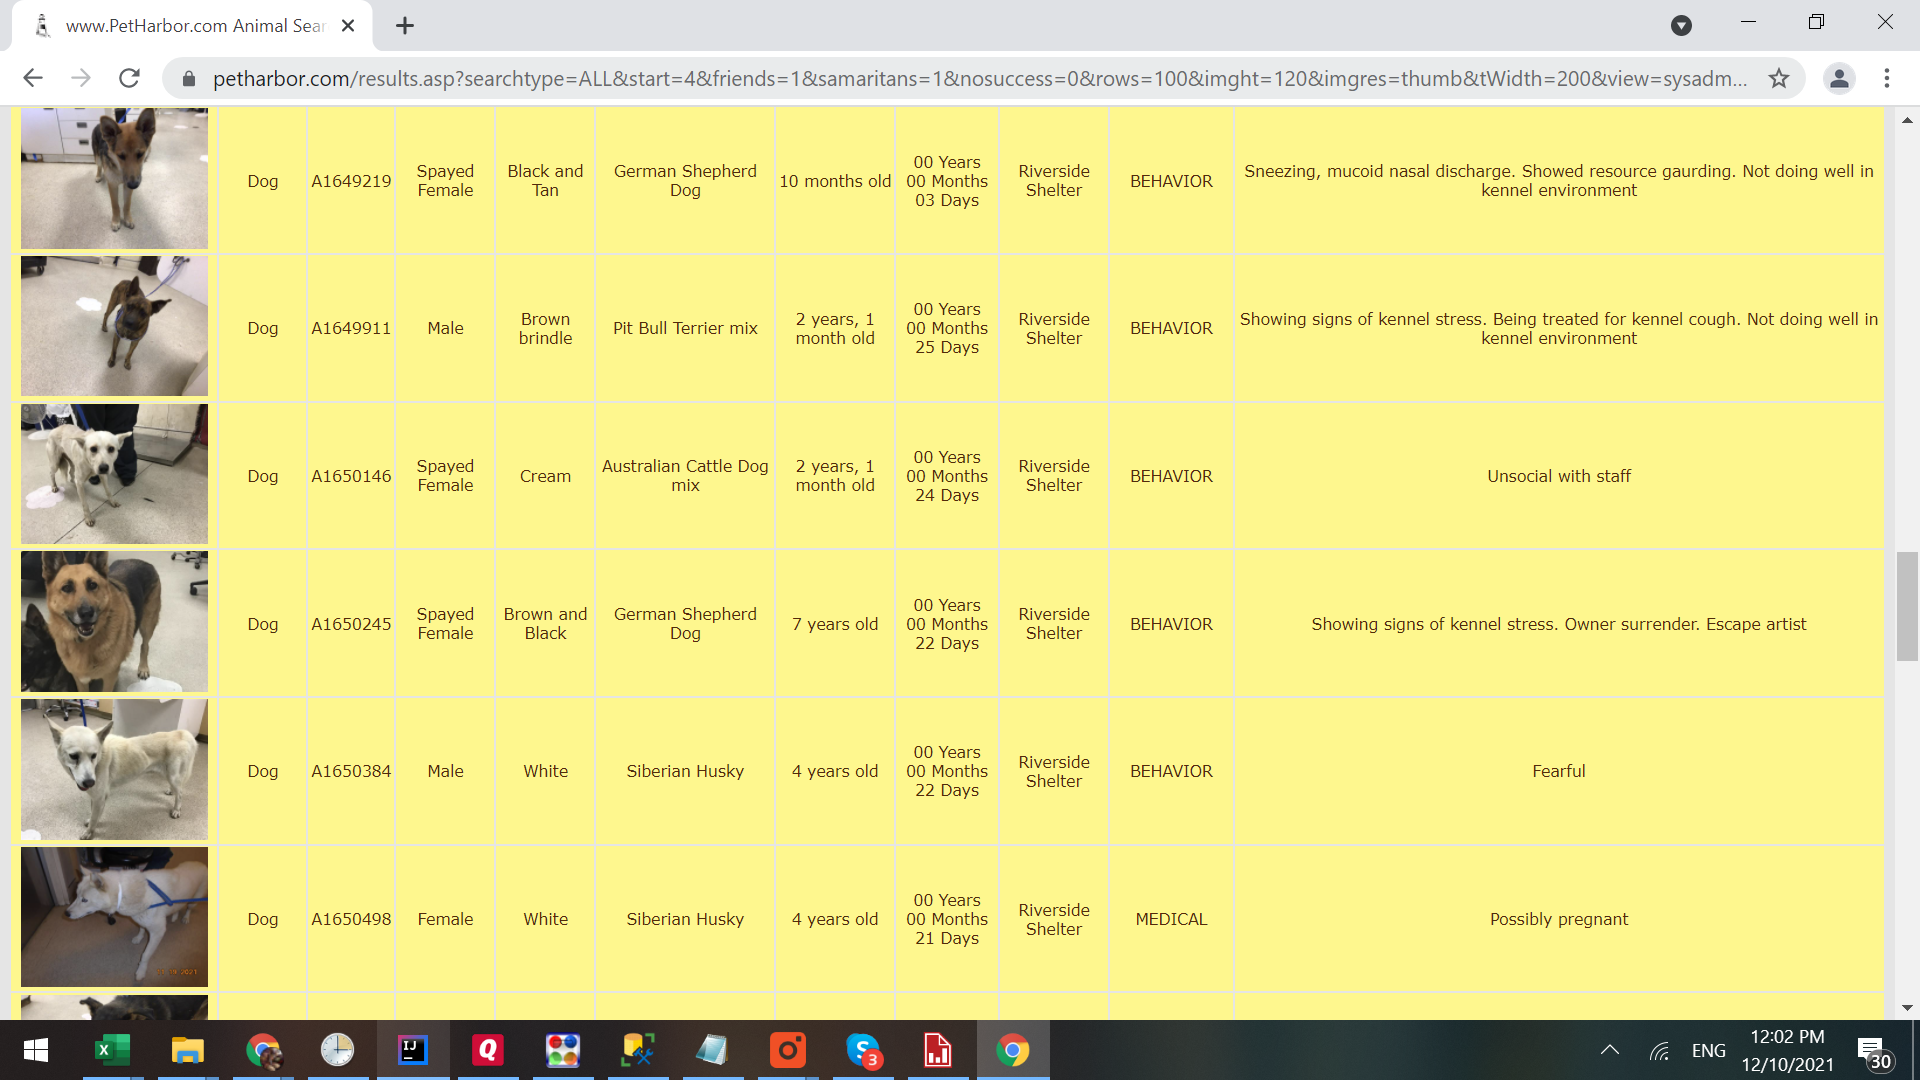 www.PetHarbor.com Animal Sear
petharbor.com/results.asp?searchtype=ALL&start=4&friends=1&samaritans=1&nosuccess=0&rows=100&imght=120&imgres=thumb&tWidth=200&view=sysadm...
Dog
A1649219
Spayed
Female
Black and
Tan
German Shepherd
Dog
10 months old
00 Years
00 Months
03 Days
Riverside
Shelter
BEHAVIOR
Sneezing, mucoid nasal discharge. Showed resource gaurding. Not doing well in
kennel environment
Dog
A1649911
Male
Brown
brindle
Pit Bull Terrier mix
2 years, 1
month old
00 Years
00 Months
25 Days
Riverside
Shelter
BEHAVIOR
Showing signs of kennel stress. Being treated for kennel cough. Not doing well in
kennel environment
Dog
A1650146
Spayed
Female
Cream
Australian Cattle Dog
mix
2 years, 1
month old
00 Years
00 Months
24 Days
Riverside
Shelter
BEHAVIOR
Unsocial with staff
Dog
A1650245
Spayed
Female
Brown and
Black
German Shepherd
Dog
7 years old
00 Years
00 Months
22 Days
Riverside
Shelter
BEHAVIOR
Showing signs of kennel stress. Owner surrender. Escape artist
Dog
A1650384
Male
White
Siberian Husky
4 years old
00 Years
00 Months
22 Days
Riverside
Shelter
BEHAVIOR
Fearful
Dog
A1650498
Female
White
Siberian Husky
4 years old
00 Years
00 Months
21 Days
Riverside
Shelter
MEDICAL
Possibly pregnant
X
IJ
Q
S
3
ENG
12:02 PM
12/10/2021
30